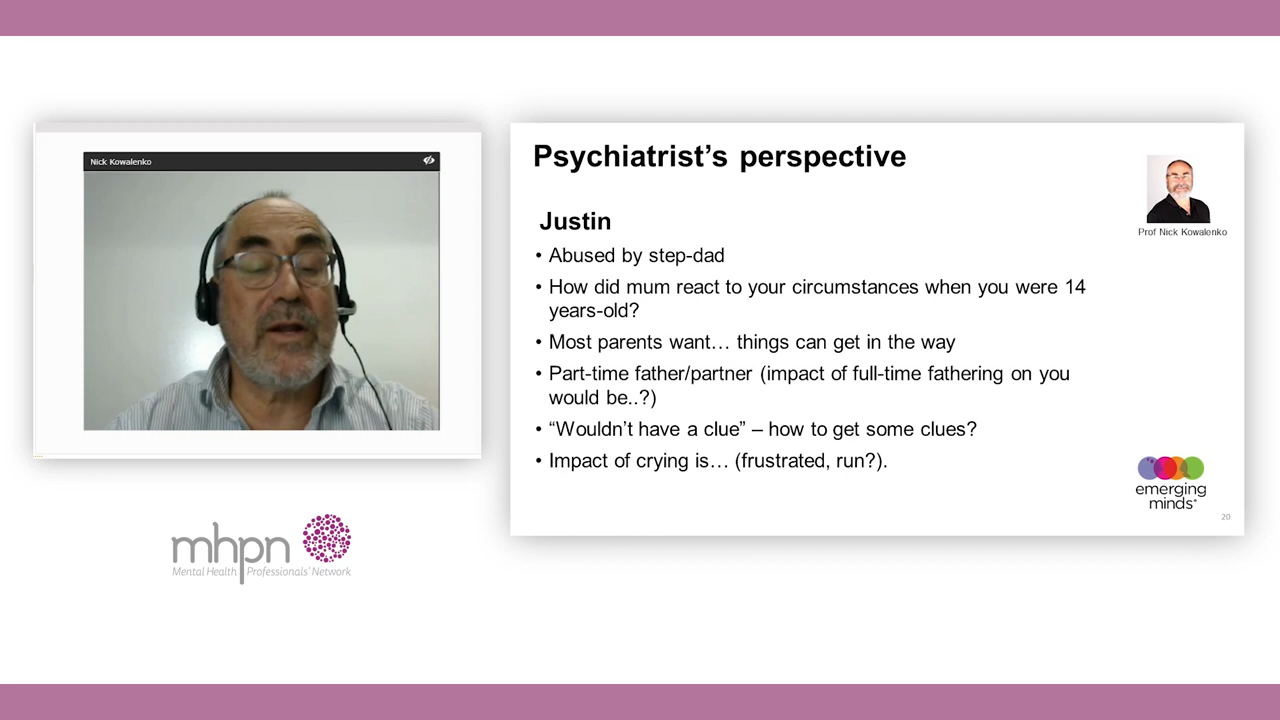 Nick Kowalenko
Psychiatrist's perspective
Prof Nick Kowalenko
Justin
• Abused by step-dad
• How did mum react to your circumstances when you were 14
years-old?
• Most parents want… things can get in the way
• Part-time father/partner (impact of full-time fathering on you
would be..?)
• “Wouldn’t have a clue” – how to get some clues?
• Impact of crying is… (frustrated, run?).
emerging
minds
20
mhpn
Mental Health Professionals' Network